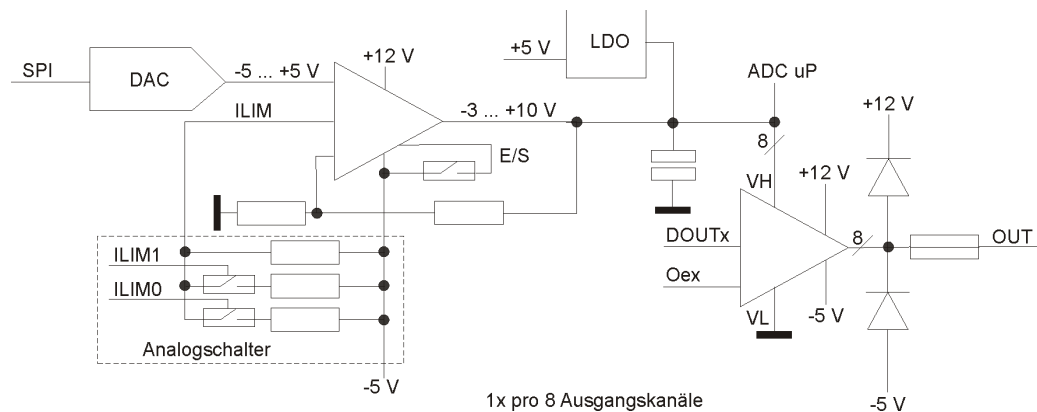 LDO
+5 V
+12 V
SPI
DAC
-5 ... +5 V
ADC uP
ILIM
-3 ... +10 V
+12 V
8
E/S
VH
+12 V
DOUTx
8
OUT
Oex
ILIM1
ILIM0
VL
-5 V
Analogschalter
-5 V
1x pro 8 Ausgangskanäle
-5 V